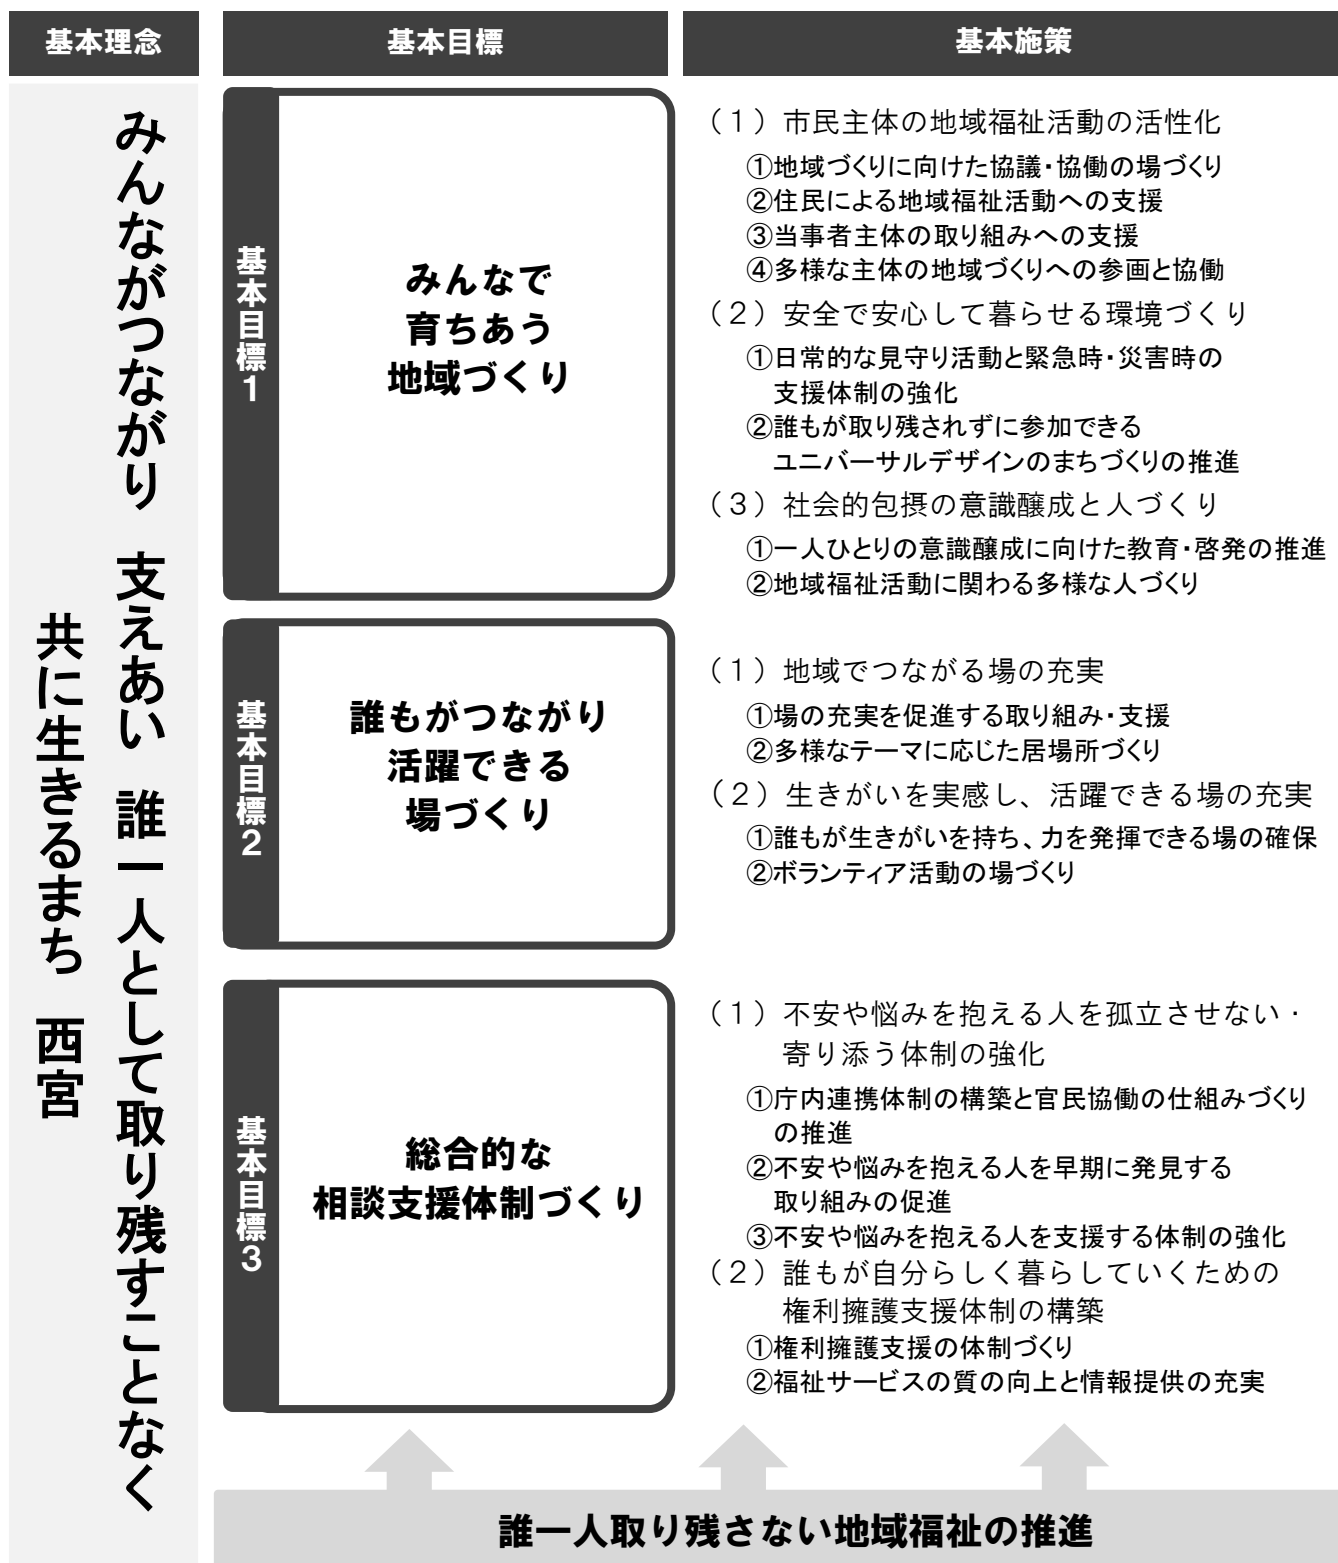 基本理念
基本目標
基本施策
みんながつながり 支えあい 誰一人として取り残すことなく
共に生きるまち 西宮
基本目標1
みんなで
育ちあう
地域づくり
（1）市民主体の地域福祉活動の活性化
①地域づくりに向けた協議・協働の場づくり
②住民による地域福祉活動への支援
③当事者主体の取り組みへの支援
④多様な主体の地域づくりへの参画と協働
（2）安全で安心して暮らせる環境づくり
①日常的な見守り活動と緊急時・災害時の
支援体制の強化
②誰もが取り残されずに参加できる
ユニバーサルデザインのまちづくりの推進
（3）社会的包摂の意識醸成と人づくり
①一人ひとりの意識醸成に向けた教育・啓発の推進
②地域福祉活動に関わる多様な人づくり
基本目標2
誰もがつながり
活躍できる
場づくり
（1）地域でつながる場の充実
①場の充実を促進する取り組み・支援
②多様なテーマに応じた居場所づくり
（2）生きがいを実感し、活躍できる場の充実
①誰もが生きがいを持ち、力を発揮できる場の確保
②ボランティア活動の場づくり
基本目標3
総合的な
相談支援体制づくり
（1）不安や悩みを抱える人を孤立させない・
寄り添う体制の強化
①庁内連携体制の構築と官民協働の仕組みづくり
の推進
②不安や悩みを抱える人を早期に発見する
取り組みの促進
③不安や悩みを抱える人を支援する体制の強化
（2）誰もが自分らしく暮らしていくための
権利擁護支援体制の構築
①権利擁護支援の体制づくり
②福祉サービスの質の向上と情報提供の充実
誰一人取り残さない地域福祉の推進